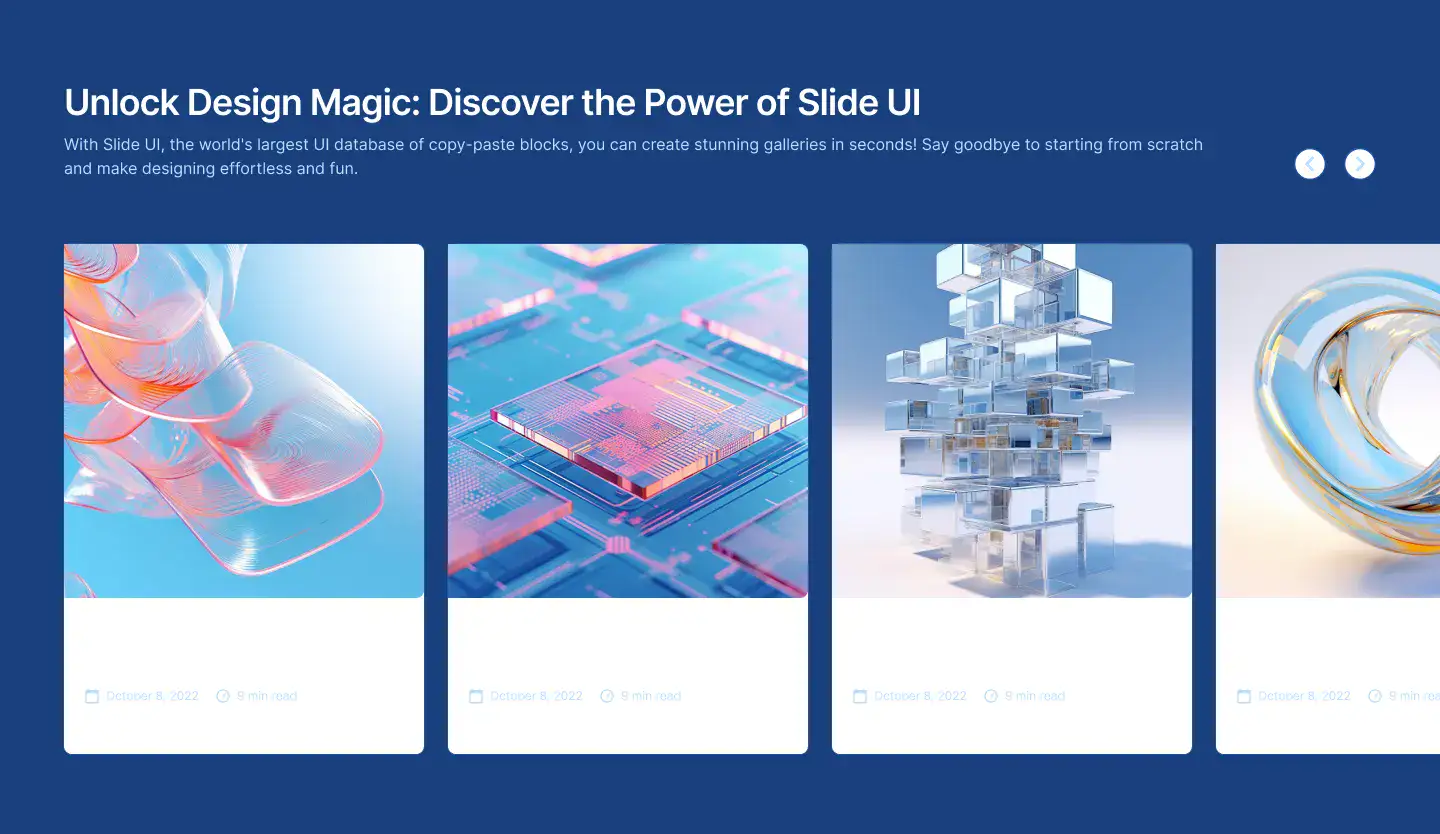 Unlock Design Magic: Discover the Power of Slide UI
With Slide UI, the world's largest UI database of copy-paste blocks, you can create stunning galleries in seconds! Say goodbye to starting from scratch
and make designing effortless and fun.
October 8, 2022 8 min read
October 8, 2022 8 min read
October 8, 2022 8 min read
October 8, 2022 8 min